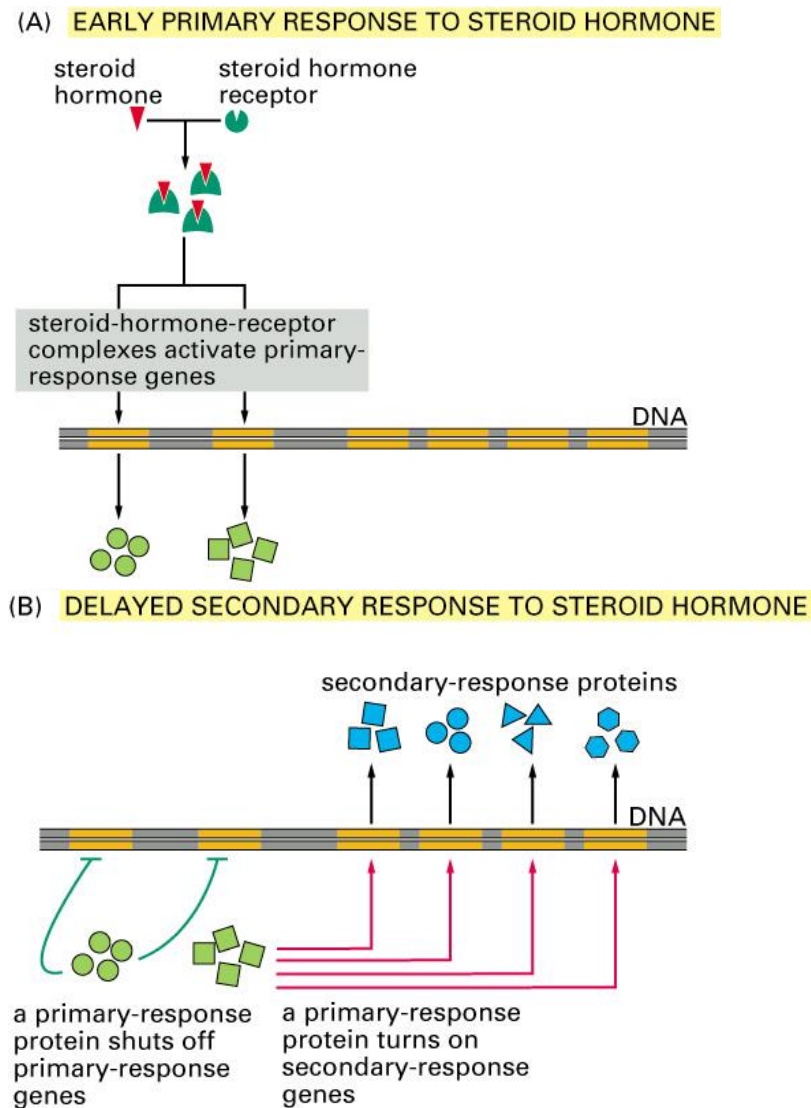 (A) EARLY PRIMARY RESPONSE TO STEROID HORMONE
steroid
hormone
steroid hormone
receptor
steroid-hormone-receptor
complexes activate primary-
response genes
DNA
(B) DELAYED SECONDARY RESPONSE TO STEROID HORMONE
secondary-response proteins
DNA
a primary-response
protein shuts off
primary-response
genes
a primary-response
protein turns on
secondary-response
genes